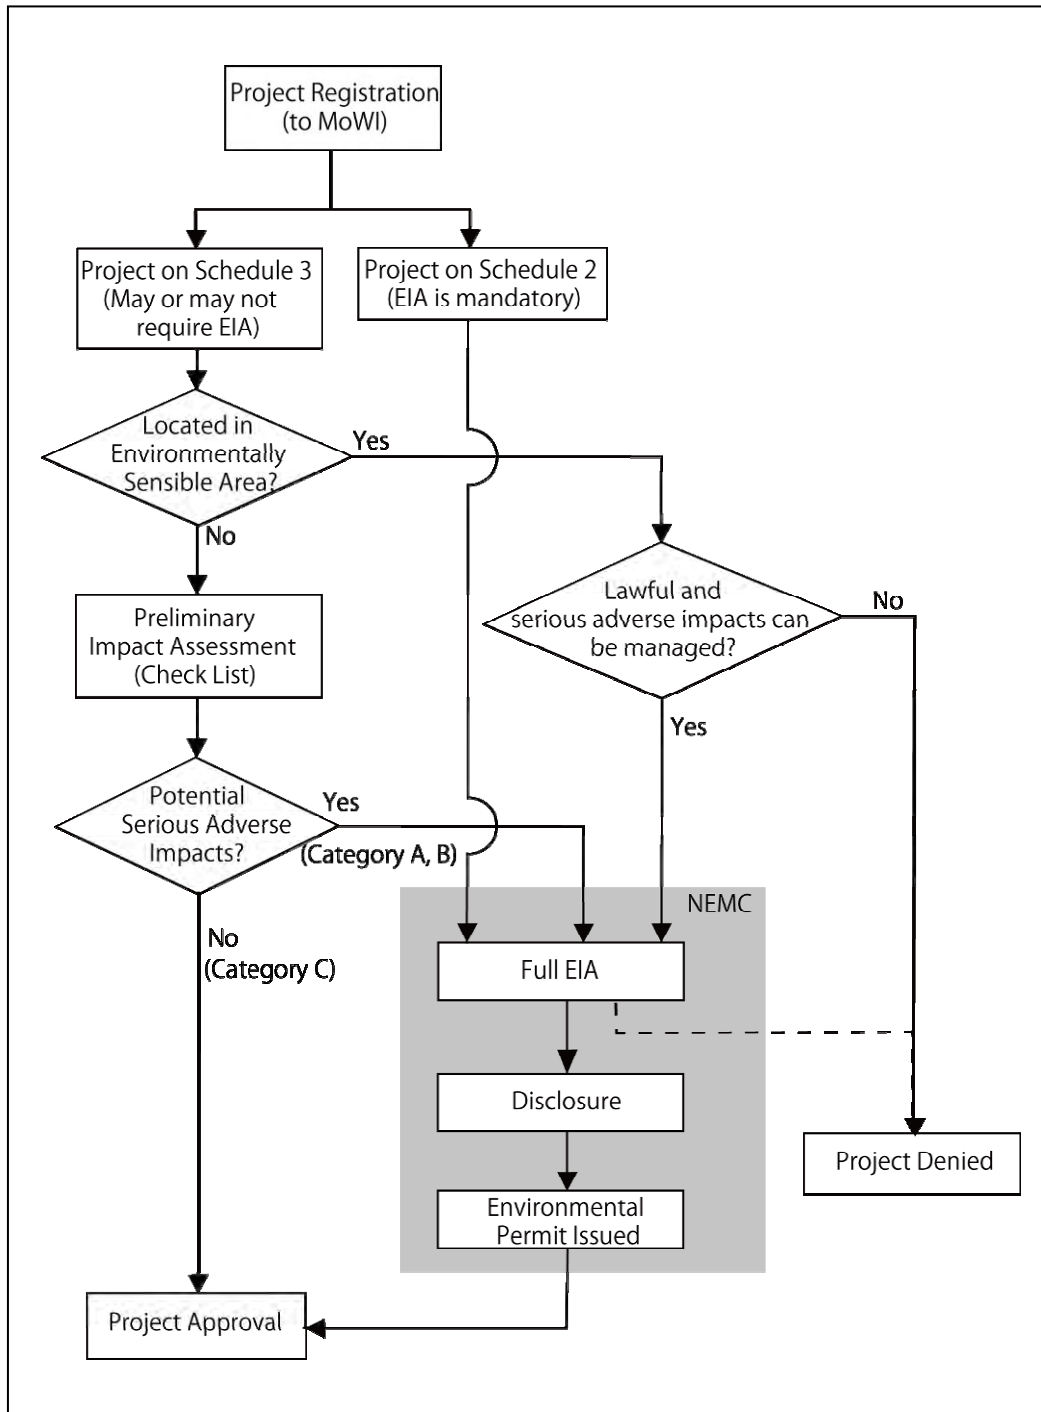 Project Registration
(to MoWI)
Project on Schedule 3
(May or may not
require EIA)
Project on Schedule 2
(EIA is mandatory)
Located in
Environmentally
Sensible Area?
Yes
No
Lawful and
serious adverse impacts can
be managed?
No
Yes
Preliminary
Impact Assessment
(Check List)
Potential
Serious Adverse
Impacts?
Yes
(Category A, B)
No
(Category C)
NEMC
Full EIA
Disclosure
Environmental
Permit Issued
Project Denied
Project Approval